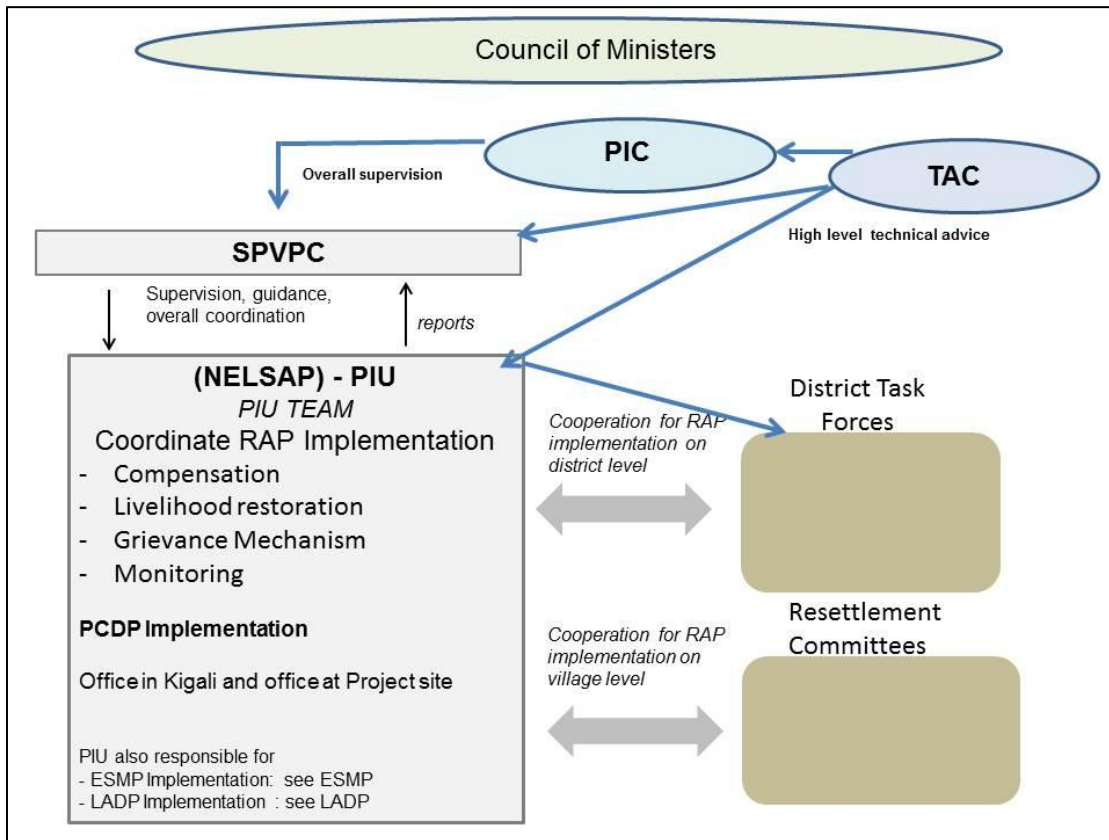 Council of Ministers
PIC
TAC
Overall supervision
High level technical advice
SPVPC
Supervision, guidance,
overall coordination
reports
(NELSAP) - PIU
PIU TEAM
Coordinate RAP Implementation
- Compensation
- Livelihood restoration
- Grievance Mechanism
- Monitoring
PCDP Implementation
Office in Kigali and office at Project site
PIU also responsible for
- ESMP Implementation: see ESMP
- LADP Implementation : see LADP
Cooperation for RAP
implementation on
district level
District Task
Forces
Cooperation for RAP
implementation on
village level
Resettlement
Committees